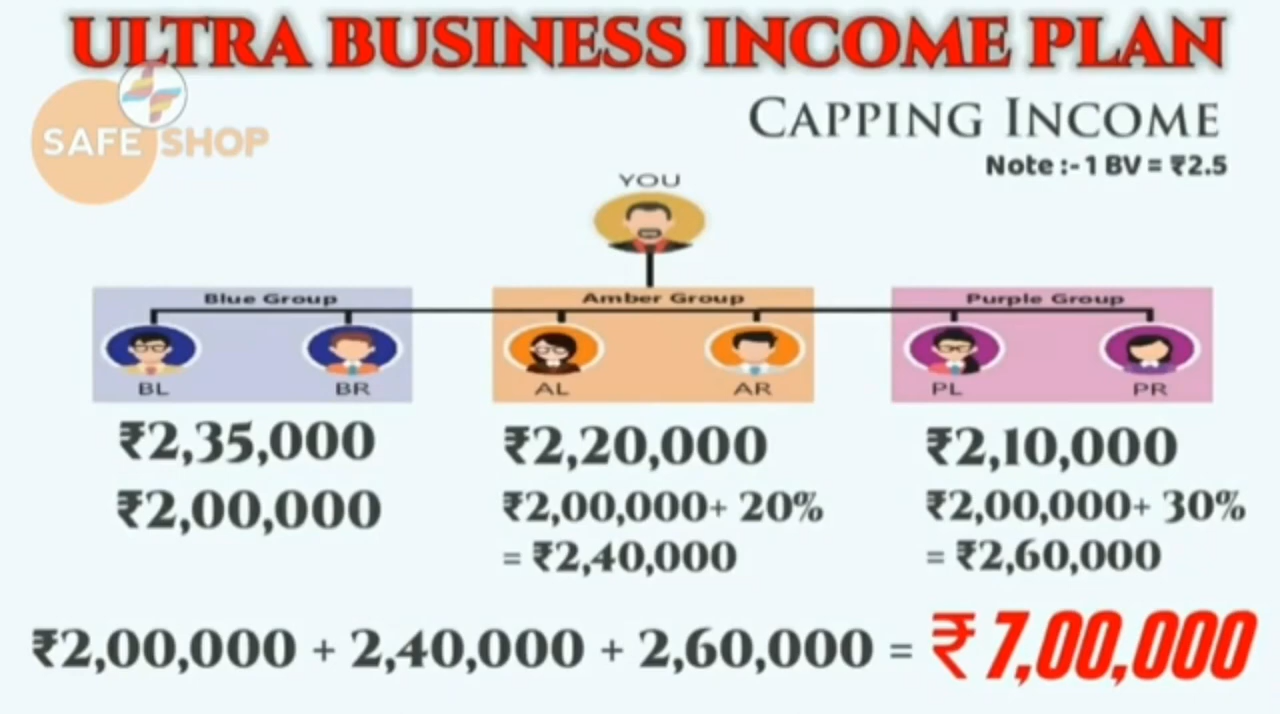 ULTRA BUSINESS INCOME PLAN
SAFE SHOP
CAPPING INCOME
Note :- 1 BV = ₹2.5
YOU
Blue Group
BL BR
₹2,35,000
₹2,00,000
Amber Group
AL AR
₹2,20,000
₹2,00,000+ 20%
= ₹2,40,000
Purple Group
PL PR
₹2,10,000
₹2,00,000+ 30%
= ₹2,60,000
₹2,00,000 + 2,40,000 + 2,60,000 = ₹ 7,00,000